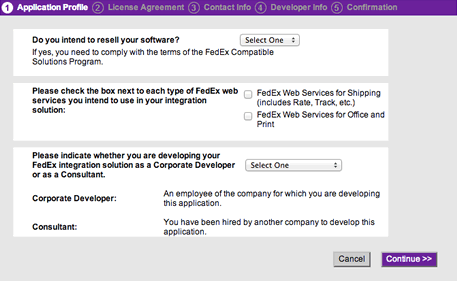 1 Application Profile 2 License Agreement 3 Contact Info 4 Developer Info 5 Confirmation
Do you intend to resell your software? Select One
If yes, you need to comply with the terms of the FedEx Compatible
Solutions Program.
Please check the box next to each type of FedEx web
services you intend to use in your integration
solution:
FedEx Web Services for Shipping
(includes Rate, Track, etc.)
FedEx Web Services for Office and
Print
Please indicate whether you are developing your
FedEx integration solution as a Corporate Developer
or as a Consultant.
Select One
Corporate Developer: An employee of the company for which you are developing
this application.
Consultant: You have been hired by another company to develop this
application.
Cancel Continue >>